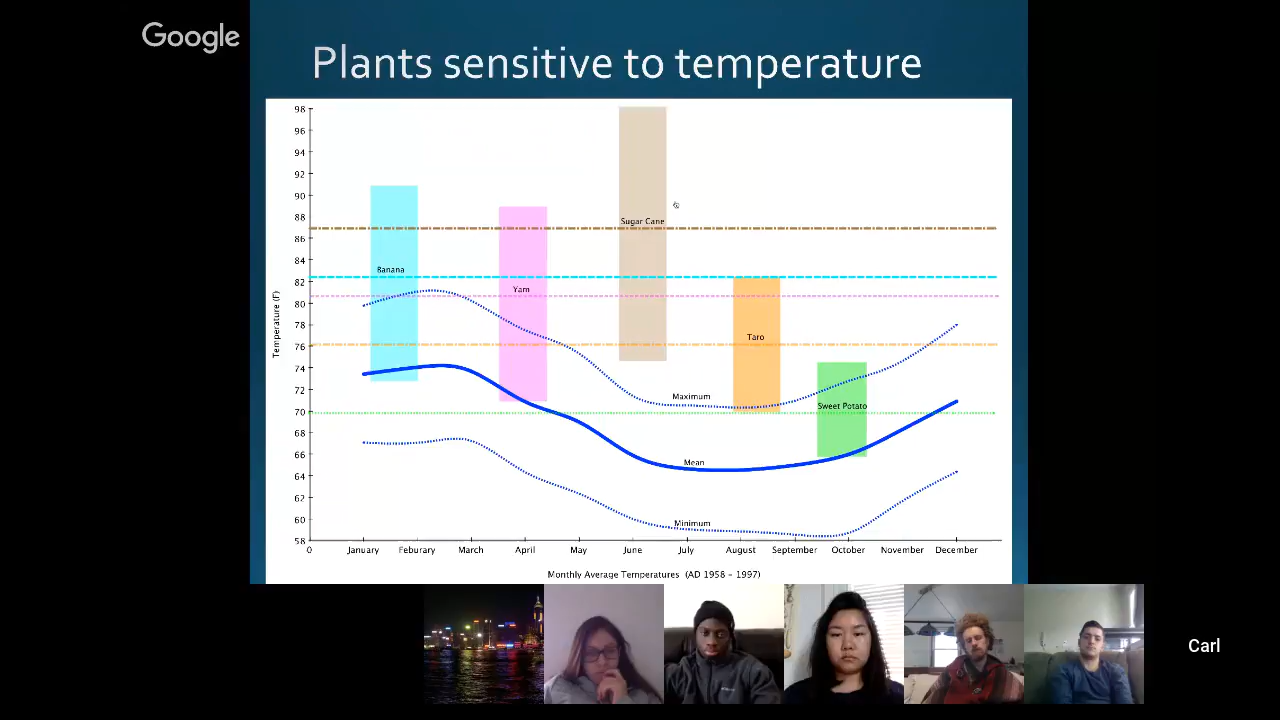 Google
Plants sensitive to temperature
98
96
94
92
90
88
86
84
82
80
78
76
74
72
70
68
66
64
62
60
58
Temperature (F)
Sugar Cane
Banana
Yam
Taro
Maximum
Sweet Potato
Mean
Minimum
0 January Feburary March April May June July August September October November December
Monthly Average Temperatures (AD 1958 - 1997)
Carl